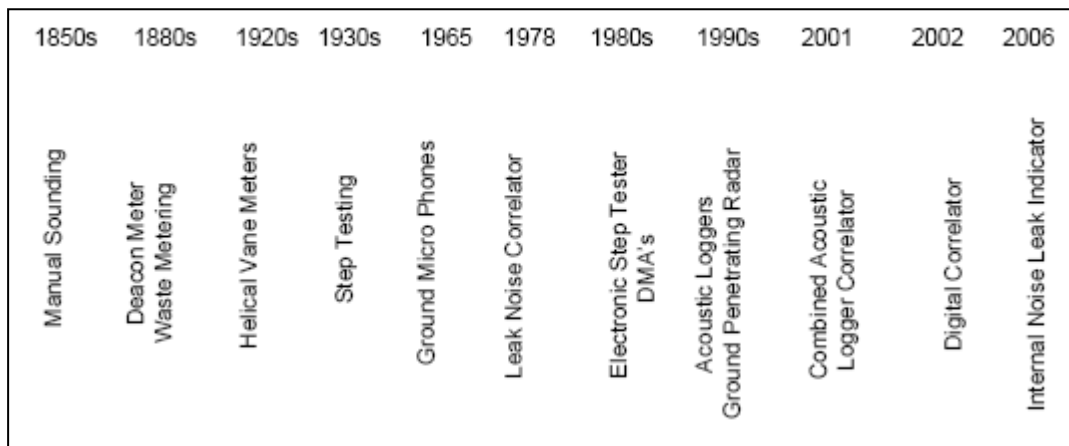 1850s 1880s 1920s 1930s 1965 1978 1980s 1990s 2001 2002 2006
Manual Sounding
Deacon Meter
Waste Metering
Helical Vane Meters
Step Testing
Ground Micro Phones
Leak Noise Correlator
Electronic Step Tester
DMA's
Acoustic Loggers
Ground Penetrating Radar
Combined Acoustic
Logger Correlator
Digital Correlator
Internal Noise Leak Indicator